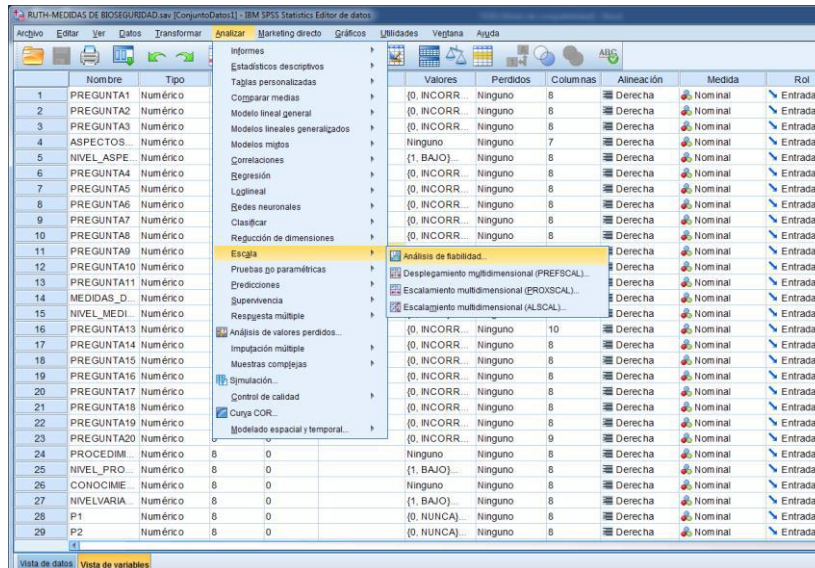 RUTH-MEDIDAS DE BIOSEGURIDAD.sav [ConjuntoDatos1] - IBM SPSS Statistics Editor de datos
Archivo Editar Ver Datos Transformar Analizar Marketing directo Gráficos Utilidades Ventana Ayuda
Informes
Estadísticos descriptivos
Tablas personalizadas
Comparar medias
Modelo lineal general
Modelos lineales generalizados
Modelos mixtos
Correlaciones
Regresión
Loglineal
Redes neuronales
Clasificar
Reducción de dimensiones
Escala
Pruebas no paramétricas
Predicciones
Supervivencia
Respuesta múltiple
Análisis de valores perdidos...
Imputación múltiple
Muestras complejas
Simulación...
Control de calidad
Curva COR...
Modelado espacial y temporal...
Análisis de fiabilidad...
Desplegamiento multidimensional (PREFSCAL)...
Escalamiento multidimensional (PROXSCAL)...
Escalamiento multidimensional (ALSCAL)...
Nombre Tipo Valores Perdidos Columnas Alineación Medida Rol
1 PREGUNTA1 Numérico {0, INCORR... Ninguno 8 Derecha Nominal Entrada
2 PREGUNTA2 Numérico {0, INCORR... Ninguno 8 Derecha Nominal Entrada
3 PREGUNTA3 Numérico {0, INCORR... Ninguno 8 Derecha Nominal Entrada
4 ASPECTOS... Numérico Ninguno 7 Derecha Nominal Entrada
5 NIVEL_ASPE... Numérico {1, BAJO}... Ninguno 8 Derecha Nominal Entrada
6 PREGUNTA4 Numérico {0, INCORR... Ninguno 8 Derecha Nominal Entrada
7 PREGUNTA5 Numérico {0, INCORR... Ninguno 8 Derecha Nominal Entrada
8 PREGUNTA6 Numérico {0, INCORR... Ninguno 8 Derecha Nominal Entrada
9 PREGUNTA7 Numérico {0, INCORR... Ninguno 8 Derecha Nominal Entrada
10 PREGUNTA8 Numérico {0, INCORR... Ninguno 8 Derecha Nominal Entrada
11 PREGUNTA9 Numérico
12 PREGUNTA10 Numérico
13 PREGUNTA11 Numérico
14 MEDIDAS_D... Numérico
15 NIVEL_MEDI... Numérico
16 PREGUNTA13 Numérico {0, INCORR... Ninguno 10 Derecha Nominal Entrada
17 PREGUNTA14 Numérico {0, INCORR... Ninguno 8 Derecha Nominal Entrada
18 PREGUNTA15 Numérico {0, INCORR... Ninguno 8 Derecha Nominal Entrada
19 PREGUNTA16 Numérico {0, INCORR... Ninguno 8 Derecha Nominal Entrada
20 PREGUNTA17 Numérico {0, INCORR... Ninguno 8 Derecha Nominal Entrada
21 PREGUNTA18 Numérico {0, INCORR... Ninguno 8 Derecha Nominal Entrada
22 PREGUNTA19 Numérico {0, INCORR... Ninguno 8 Derecha Nominal Entrada
23 PREGUNTA20 Numérico {0, INCORR... Ninguno 9 Derecha Nominal Entrada
24 PROCEDIMI... Numérico 8 0 Ninguno Ninguno 8 Derecha Nominal Entrada
25 NIVEL_PRO... Numérico 8 0 {1, BAJO}... Ninguno 8 Derecha Nominal Entrada
26 CONOCIMIE... Numérico 8 0 Ninguno Ninguno 8 Derecha Nominal Entrada
27 NIVELVARIA... Numérico 8 0 {1, BAJO}... Ninguno 8 Derecha Nominal Entrada
28 P1 Numérico 8 0 {0, NUNCA}... Ninguno 8 Derecha Nominal Entrada
29 P2 Numérico 8 0 {0, NUNCA}... Ninguno 8 Derecha Nominal Entrada
Vista de datos Vista de variables